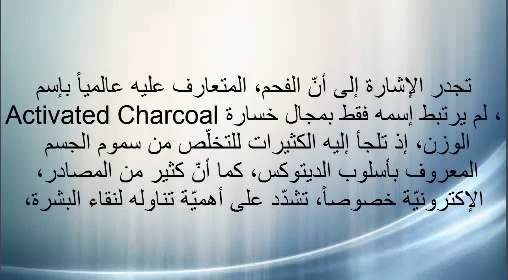 تجدر الإشارة إلى أنّ الفحم، المتعارف عليه عالمياً بإسم
Activated Charcoal ، لم يرتبط إسمه فقط بمجال خسارة
الوزن، إذ تلجأ إليه الكثيرات للتخلّص من سموم الجسم
المعروف بأسلوب الديتوكس، كما أنّ كثير من المصادر،
الإكترونيّة خصوصاً، تشدّد على أهميّة تناوله لنقاء البشرة،